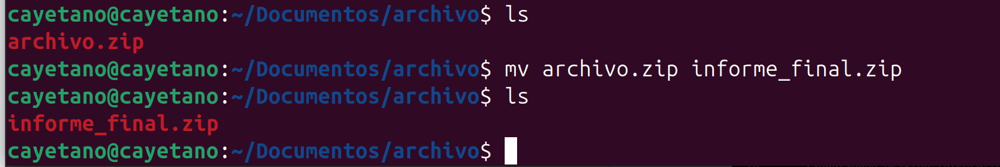 cayetano@cayetano:~/Documentos/archivo$ ls
archivo.zip
cayetano@cayetano:~/Documentos/archivo$ mv archivo.zip informe_final.zip
cayetano@cayetano:~/Documentos/archivo$ ls
informe_final.zip
cayetano@cayetano:~/Documentos/archivo$